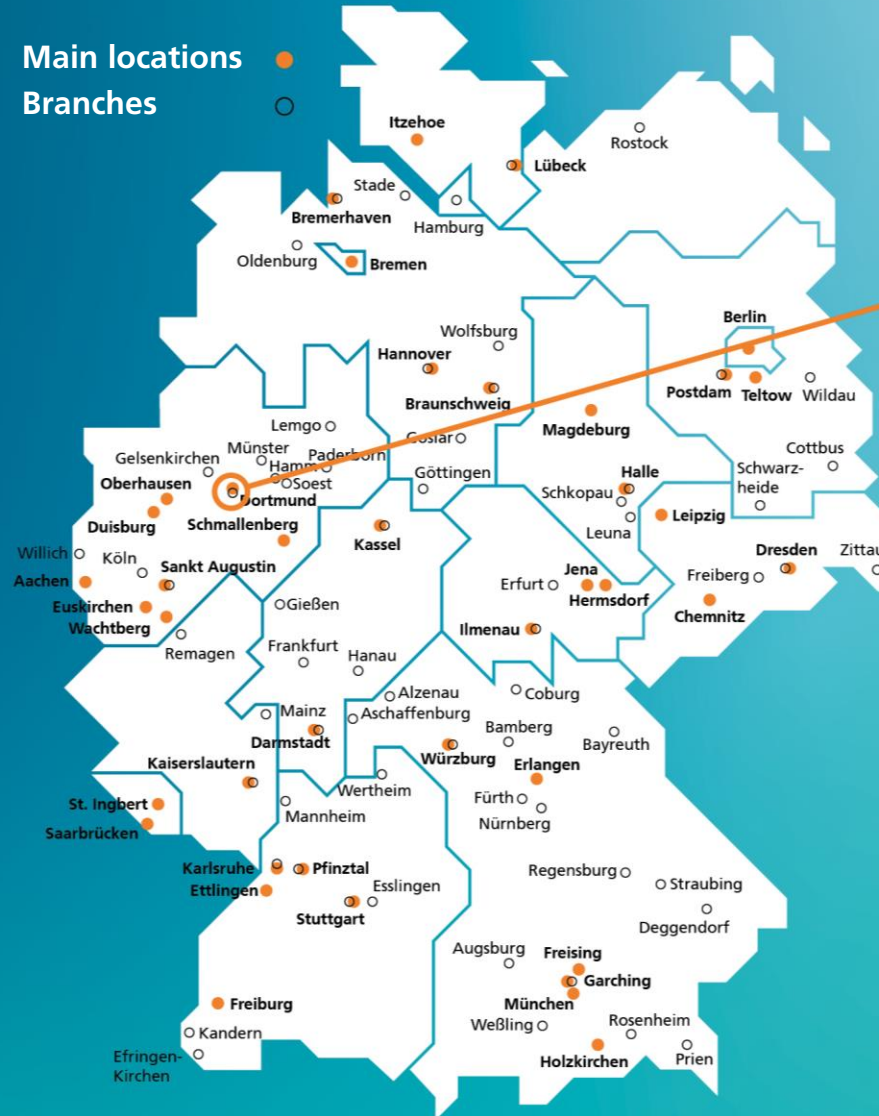 Main locations
Branches
Itzehoe
Rostock
Lübeck
Stade
Bremerhaven
Hamburg
Oldenburg
Bremen
Berlin
Wolfsburg
Hannover
Postdam
Teltow
Wildau
Braunschweig
Magdeburg
Lemgo
Goslar
Münster
Paderborn
Gelsenkirchen
Hamm
Cottbus
Göttingen
Halle
Schwarz-
heide
Oberhausen
Soest
Schkopau
Dortmund
Leipzig
Duisburg
Schmallenberg
Leuna
Kassel
Willich
Köln
Dresden
Zittau
Sankt Augustin
Jena
Freiberg
Aachen
Erfurt
Hermsdorf
Euskirchen
Gießen
Chemnitz
Wachtberg
Ilmenau
Remagen
Frankfurt
Hanau
Alzenau
Coburg
Mainz
Aschaffenburg
Bamberg
Darmstadt
Bayreuth
Würzburg
Kaiserslautern
Erlangen
Wertheim
St. Ingbert
Fürth
Mannheim
Nürnberg
Saarbrücken
Karlsruhe
Pfinztal
Regensburg
Ettlingen
Esslingen
Straubing
Stuttgart
Deggendorf
Augsburg
Freising
Garching
Freiburg
München
Weßling
Rosenheim
Kandern
Efringen-
Kirchen
Holzkirchen
Prien